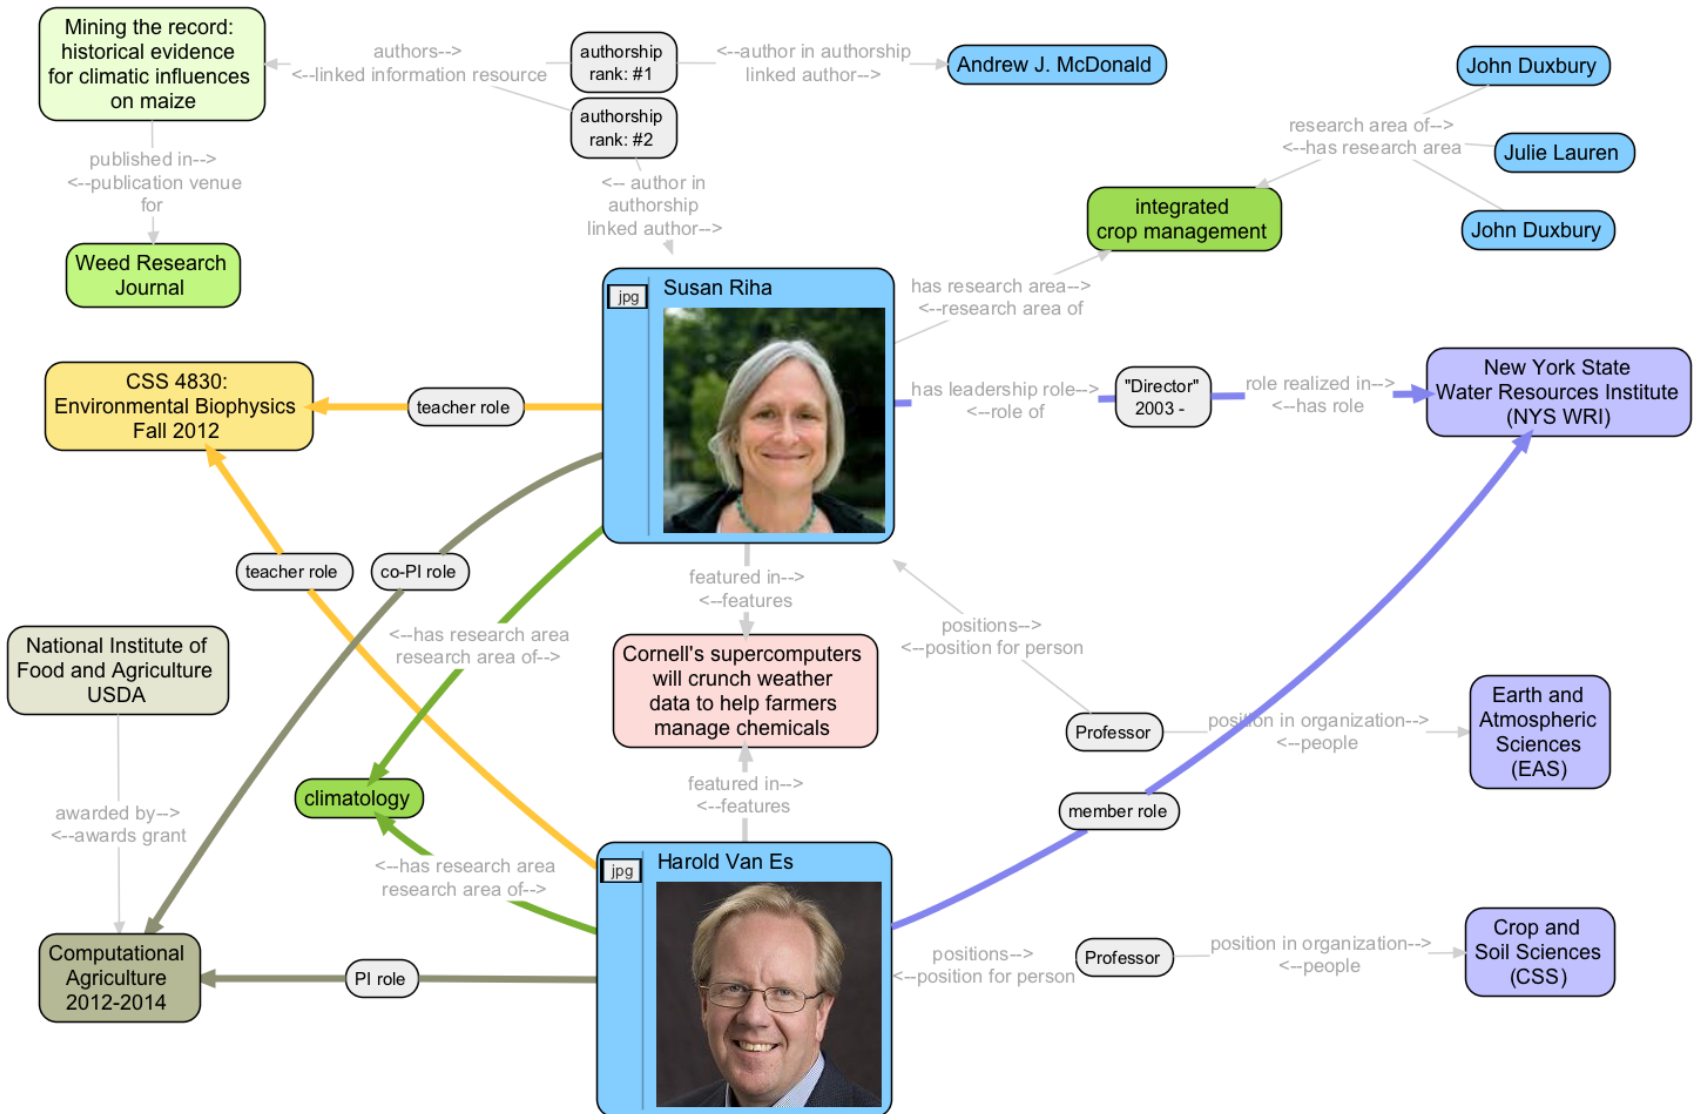 Mining the record:
historical evidence
for climatic influences
on maize
authors-->
<--linked information resource
authorship
rank: #1
<--author in authorship
linked author-->
Andrew J. McDonald
authorship
rank: #2
John Duxbury
research area of-->
<--has research area
Julie Lauren
John Duxbury
published in-->
<--publication venue
for
<-- author in
authorship
linked author-->
integrated
crop management
Weed Research
Journal
jpg
Susan Riha
has research area-->
<--research area of
CSS 4830:
Environmental Biophysics
Fall 2012
teacher role
has leadership role-->
<--role of
"Director"
2003 -
role realized in-->
<--has role
New York State
Water Resources Institute
(NYS WRI)
teacher role
co-PI role
featured in-->
<--features
National Institute of
Food and Agriculture
USDA
<--has research area
research area of-->
Cornell's supercomputers
will crunch weather
data to help farmers
manage chemicals
positions-->
<--position for person
Professor
position in organization-->
<--people
Earth and
Atmospheric
Sciences
(EAS)
climatology
featured in-->
<--features
member role
awarded by-->
<--awards grant
<--has research area
research area of-->
jpg
Harold Van Es
Computational
Agriculture
2012-2014
PI role
positions-->
<--position for person
Professor
position in organization-->
<--people
Crop and
Soil Sciences
(CSS)